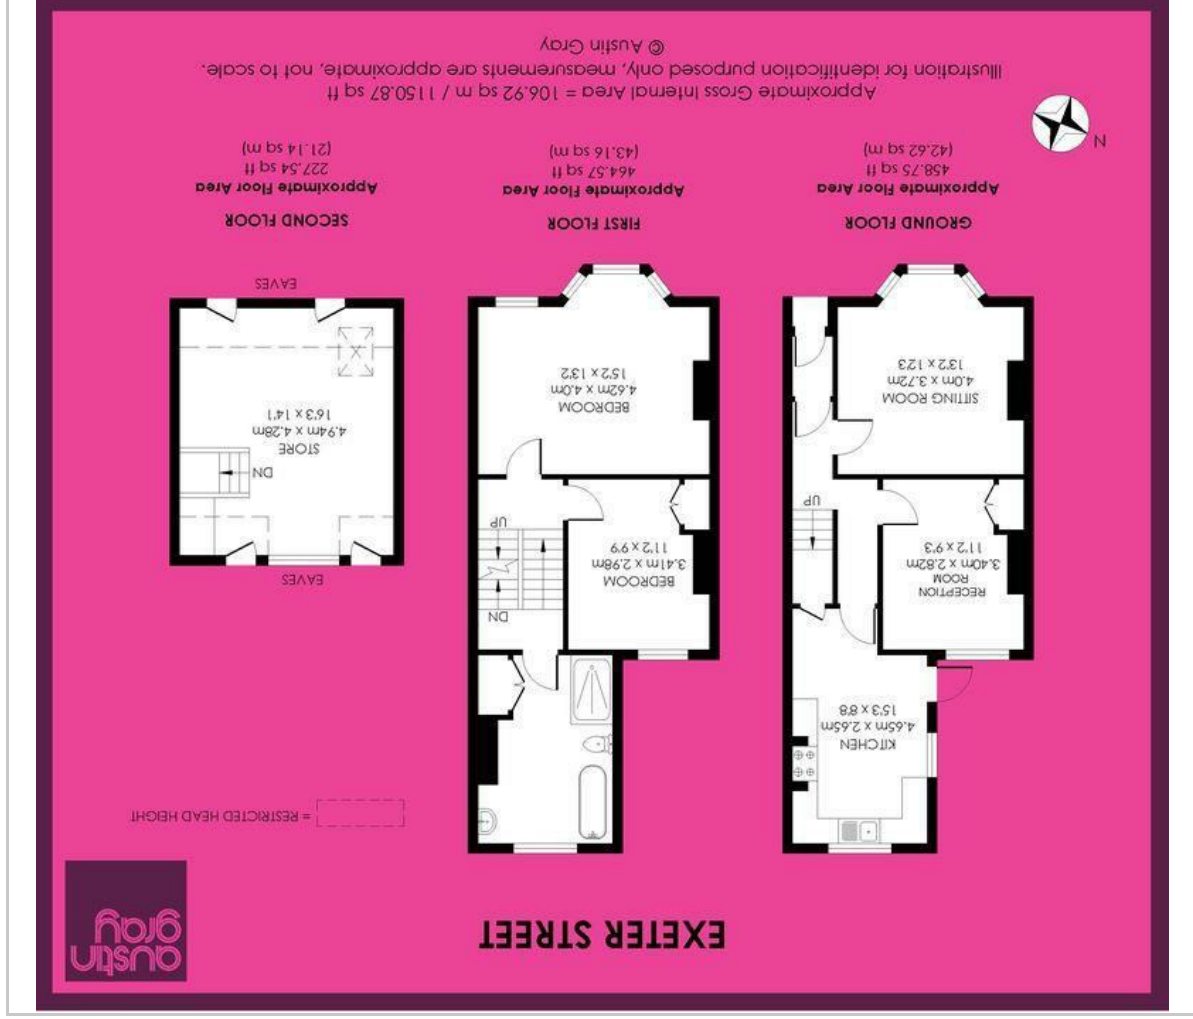 EXETER STREET
austin
gray
= RESTRICTED HEAD HEIGHT
KITCHEN
4.65m x 2.65m
15'3 x 8'8
RECEPTION
ROOM
3.40m x 2.82m
11'2 x 9'3
UP
SITTING ROOM
4.0m x 3.72m
13'2 x 12'3
DN
BEDROOM
3.41m x 2.98m
11'2 x 9'9
UP
BEDROOM
4.62m x 4.0m
15'2 x 13'2
EAVES
DN
STORE
4.94m x 4.28m
16'3 x 14'1
EAVES
GROUND FLOOR
Approximate Floor Area
458.75 sq ft
(42.62 sq m)
FIRST FLOOR
Approximate Floor Area
464.57 sq ft
(43.16 sq m)
SECOND FLOOR
Approximate Floor Area
227.54 sq ft
(21.14 sq m)
N
Approximate Gross Internal Area = 106.92 sq m / 1150.87 sq ft
Illustration for identification purposed only, measurements are approximate, not to scale.
© Austin Gray